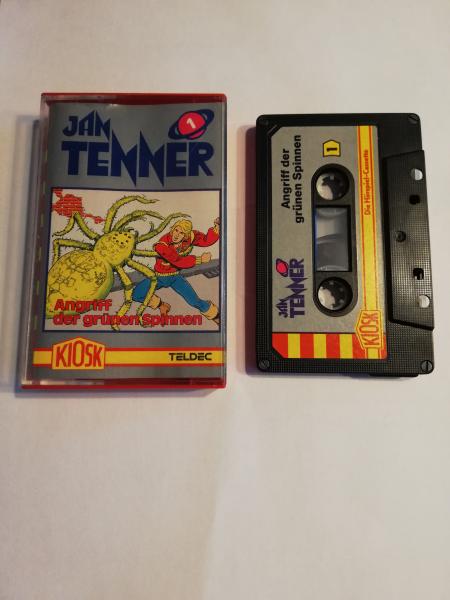 JAN
TENNER
1
Angriff
der grünen Spinnen
KIOSK
TELDEC
Angriff der
grünen Spinnen
1
JAN
TENNER
KIOSK
Die Hörspiel-Cassette